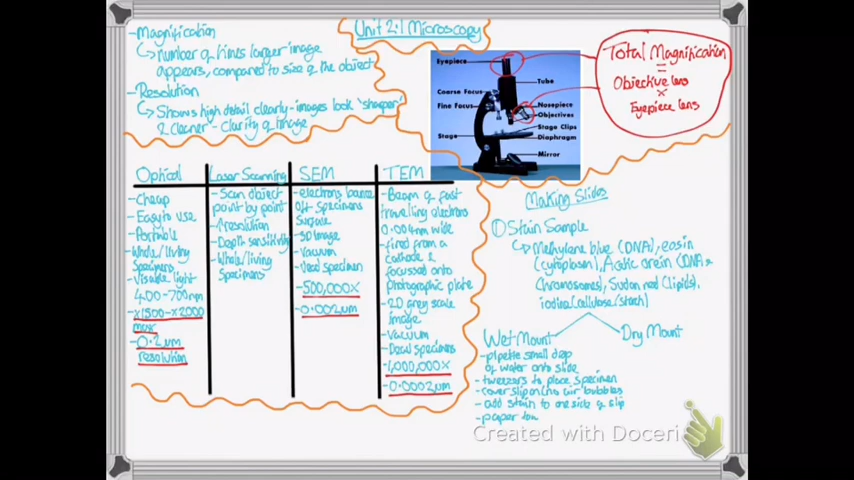 Unit 2.1 Microscopy
-Magnification
↳number of times larger image
appears, compared to size of the object
-Resolution
↳Shows high detail clearly-images look "sharper"
& cleaner - clarity of image
Eyepiece
Tube
Coarse Focus
Fine Focus
Nosepiece
Objectives
Stage Clips
Stage
Diaphragm
Mirror
Total Magnification
=
Objective lens
×
Eyepiece lens
Optical
-Cheap
-Easy to use
-Portable
-Whole/living
Specimens
-Visible light
400-700nm
-x1500-x2000
max
-0.2µm
resolution
Laser Scanning
-Scan object
point by point
-↑resolution
-Depth sensitivity
-Whole/living
Specimens
SEM
-electrons bounce
off specimens
Surface
-3D image
-Vacuum
-Dead specimen
-500,000x
-0.002µm
TEM
-Beam of fast
travelling electrons
0.004nm wide
-fired from a
cathode &
focussed onto
photographic plate
-2D grey scale
image
-Vacuum
-Dead specimens
-1,000,000x
-0.0002µm
Making Slides
① Stain Sample
↳Methylene blue (DNA), eosin
(cytoplasm), Acetic orcein (DNA &
Chromosomes), Sudan red (lipids),
iodine/cellulose (starch)
Wet Mount
-pipette small drop
of water onto slide
-tweezers to place specimen
-cover slip on (no air bubbles
-add stain to one side of slip
-paper tow
Dry Mount
Created with Doceri